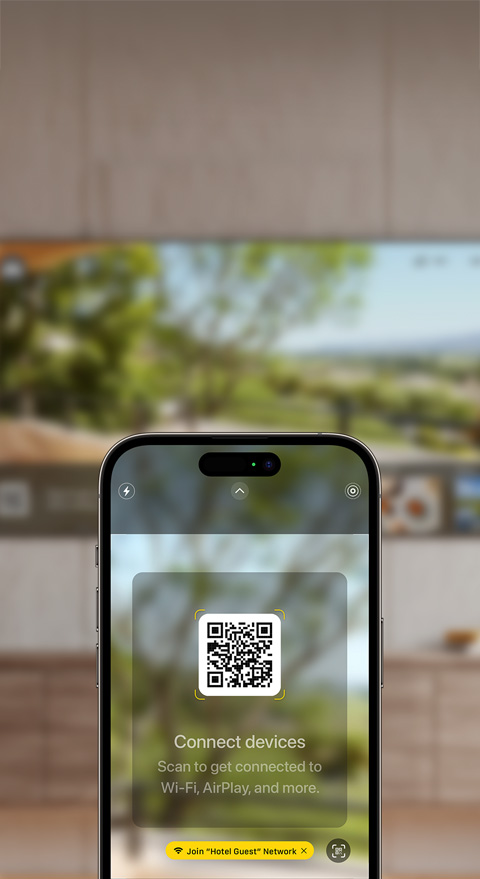 Connect devices
Scan to get connected to
Wi-Fi, AirPlay, and more.
Join “Hotel Guest” Network